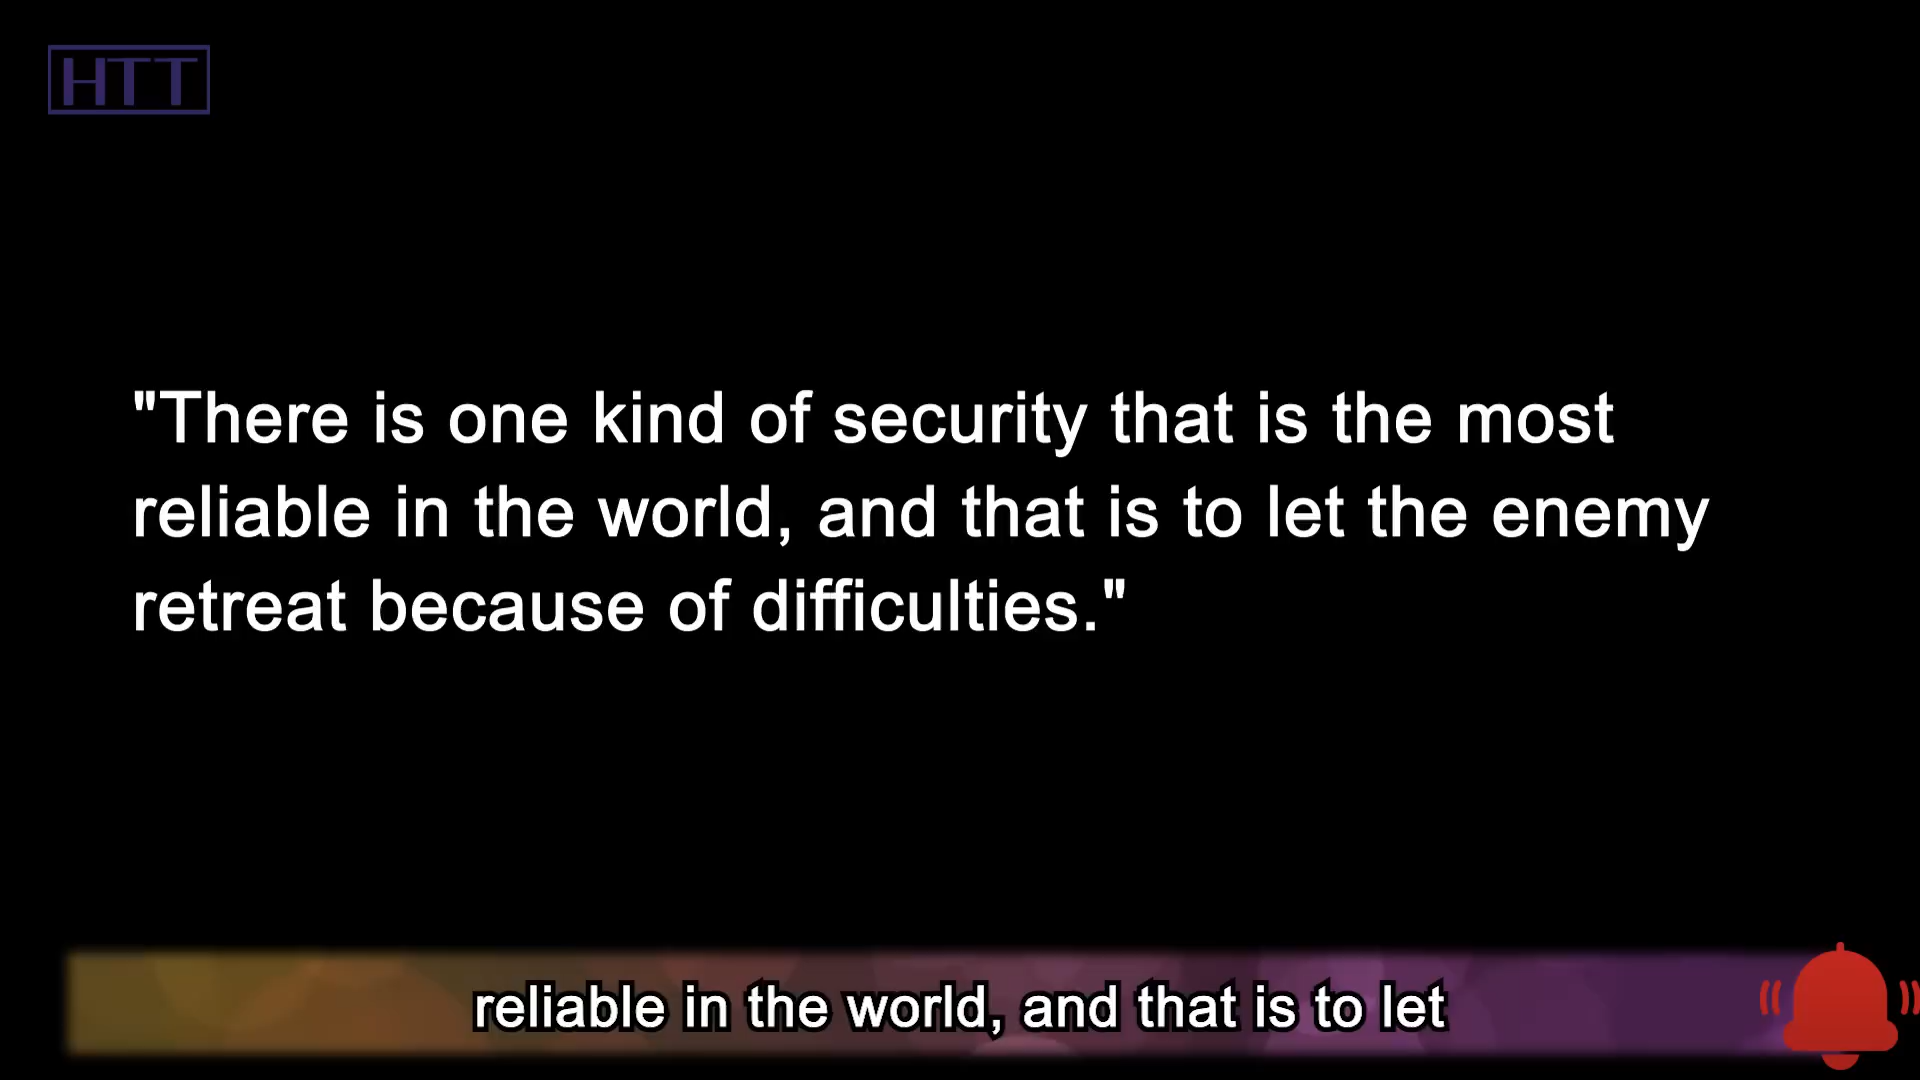 HTT
"There is one kind of security that is the most
reliable in the world, and that is to let the enemy
retreat because of difficulties."
reliable in the world, and that is to let